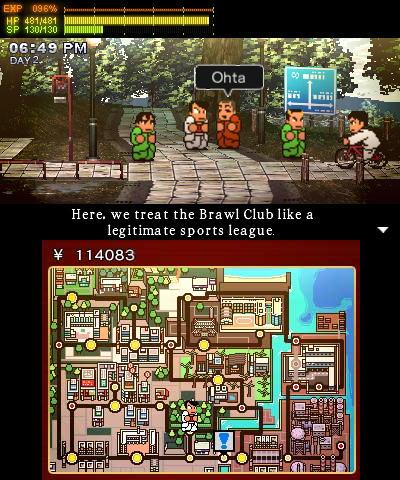 EXP 096%
HP 481/481
SP 130/130
06:49 PM
DAY 2
Ohta
Here, we treat the Brawl Club like a
legitimate sports league.
¥ 114083